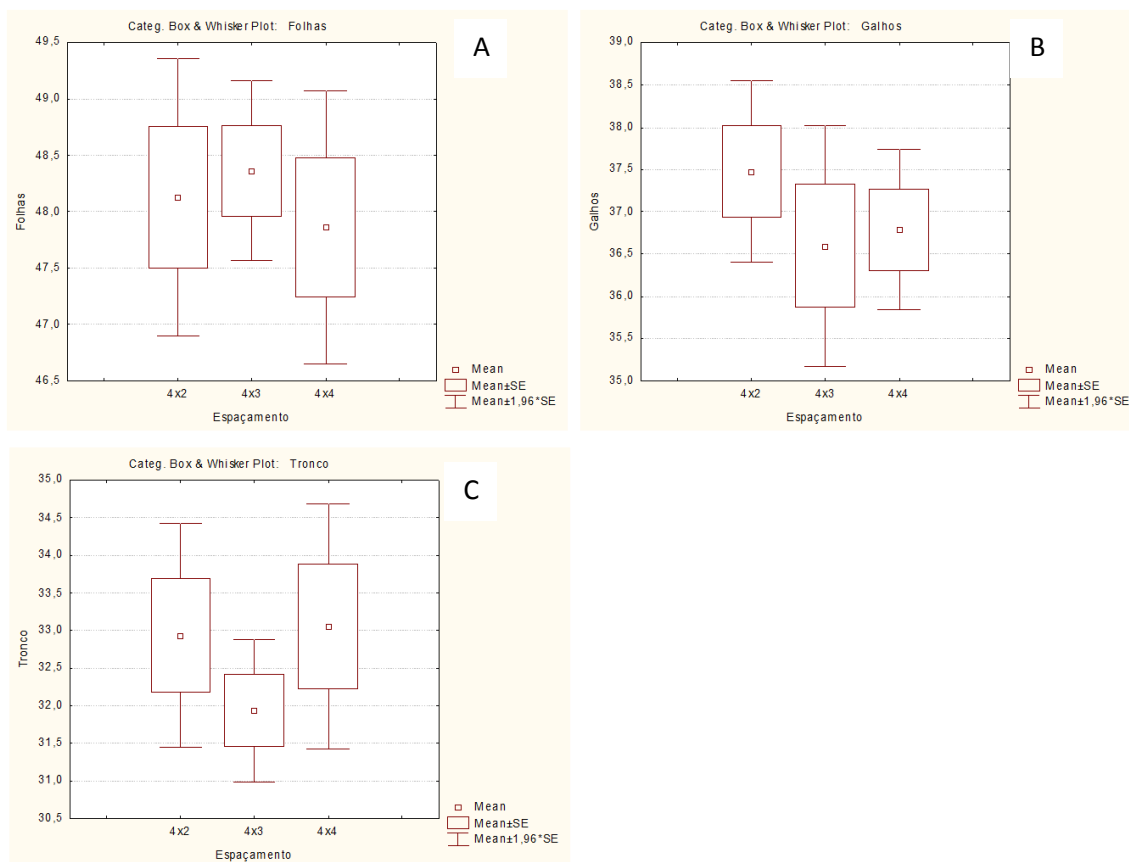 Categ. Box & Whisker Plot: Folhas
A
49,5
49,0
48,5
48,0
47,5
47,0
46,5
Folhas
4x2 4x3 4x4
Espaçamento
Mean
Mean±SE
Mean±1,96*SE
Categ. Box & Whisker Plot: Galhos
B
39,0
38,5
38,0
37,5
37,0
36,5
36,0
35,5
35,0
Galhos
4x2 4x3 4x4
Espaçamento
Mean
Mean±SE
Mean±1,96*SE
Categ. Box & Whisker Plot: Tronco
C
35,0
34,5
34,0
33,5
33,0
32,5
32,0
31,5
31,0
30,5
Tronco
4x2 4x3 4x4
Espaçamento
Mean
Mean±SE
Mean±1,96*SE